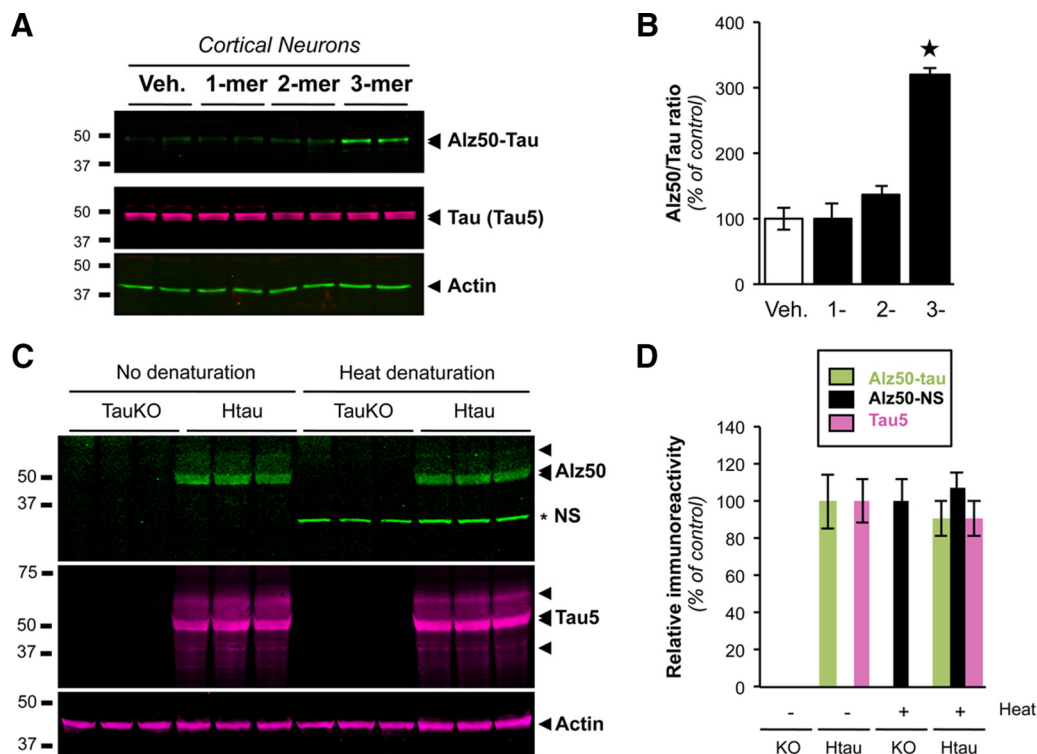 A
Cortical Neurons
Veh. 1-mer 2-mer 3-mer
50
37
Alz50-Tau
50
37
Tau (Tau5)
50
37
Actin
B
Alz50/Tau ratio
(% of control)
400
300
200
100
0
★
Veh. 1- 2- 3-
C
No denaturation Heat denaturation
TauKO Htau TauKO Htau
50
37
Alz50
* NS
75
50
37
Tau5
50
37
Actin
D
Alz50-tau
Alz50-NS
Tau5
Relative immunoreactivity
(% of control)
140
120
100
80
60
40
20
0
- - + + Heat
KO Htau KO Htau